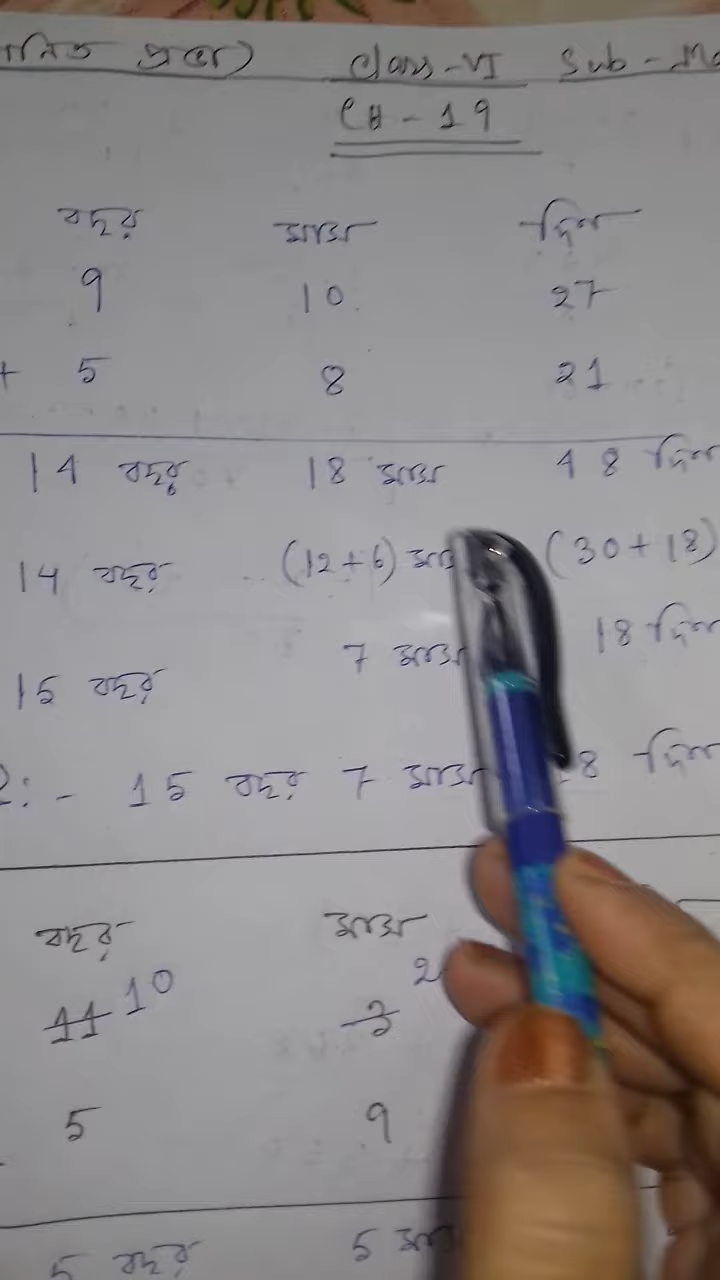 Class-VI Sub-Ma
CH-19
বছর মাস দিন
9 10 27
+ 5 8 21
14 বছর 18 মাস 48 দিন
14 বছর (12+6) মাস (30+18)
15 বছর 7 মাস 18 দিন
:- 15 বছর 7 মাস 8 দিন
বছর মাস
11 10 3 2
5 9
5 বছর 5 মাস